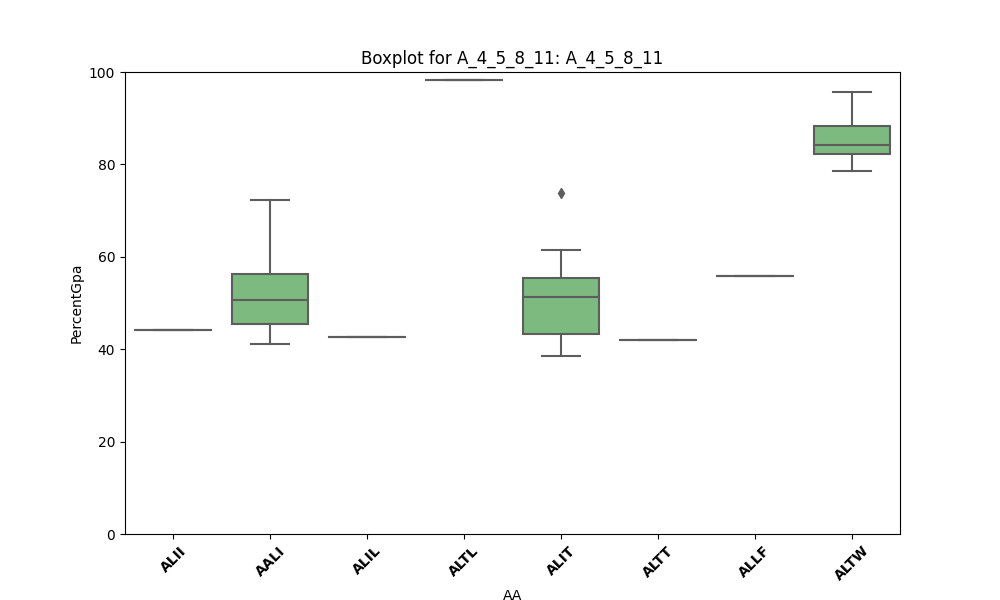 Boxplot for A_4_5_8_11: A_4_5_8_11
100
80
60
40
20
0
PercentGpa
ALII
AALI
ALIL
ALTL
ALIT
ALTT
ALLF
ALTW
AA